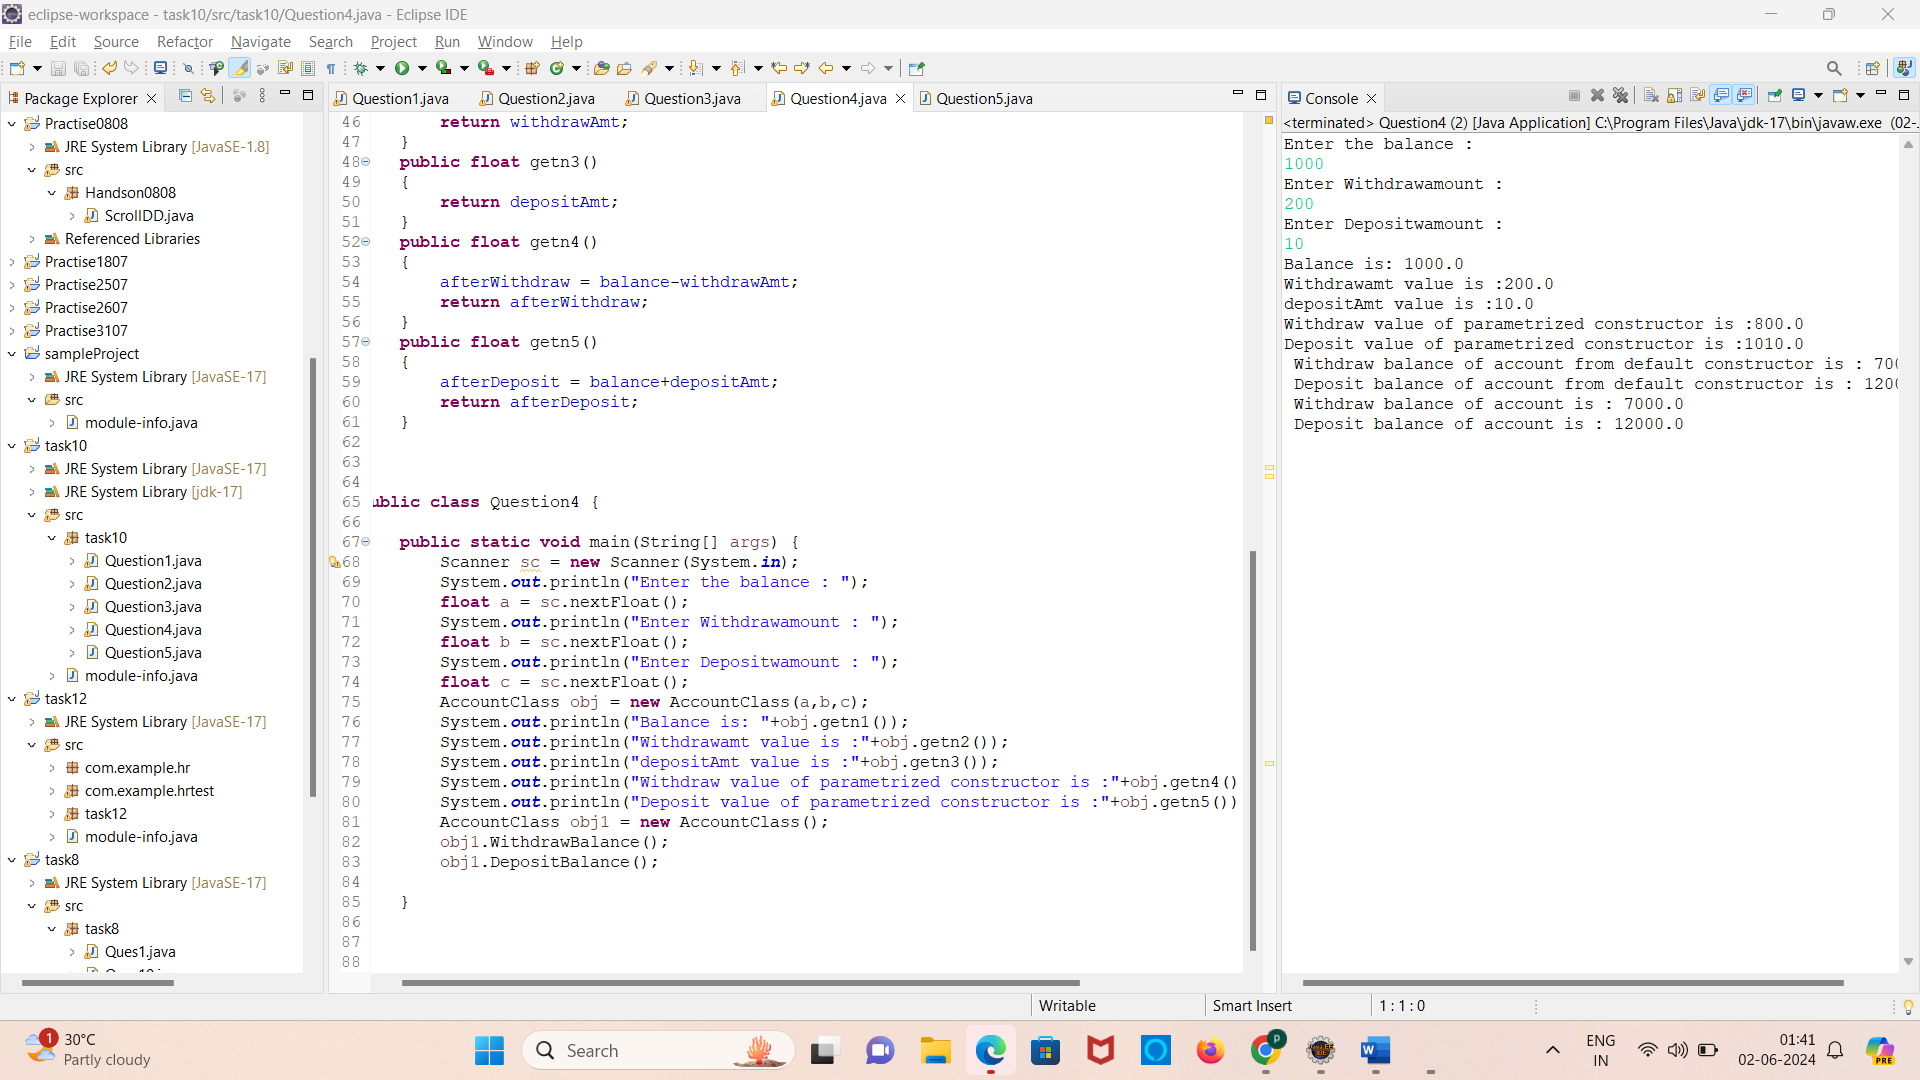 eclipse-workspace - task10/src/task10/Question4.java - Eclipse IDE
File Edit Source Refactor Navigate Search Project Run Window Help
Package Explorer
Practise0808
JRE System Library [JavaSE-1.8]
src
Handson0808
ScrollDD.java
Referenced Libraries
Practise1807
Practise2507
Practise2607
Practise3107
sampleProject
JRE System Library [JavaSE-17]
src
module-info.java
task10
JRE System Library [JavaSE-17]
JRE System Library [jdk-17]
src
task10
Question1.java
Question2.java
Question3.java
Question4.java
Question5.java
module-info.java
task12
JRE System Library [JavaSE-17]
src
com.example.hr
com.example.hrtest
task12
module-info.java
task8
JRE System Library [JavaSE-17]
src
task8
Ques1.java
Question1.java Question2.java Question3.java Question4.java Question5.java
46 return withdrawAmt;
47 }
48 public float getn3()
49 {
50 return depositAmt;
51 }
52 public float getn4()
53 {
54 afterWithdraw = balance-withdrawAmt;
55 return afterWithdraw;
56 }
57 public float getn5()
58 {
59 afterDeposit = balance+depositAmt;
60 return afterDeposit;
61 }
62
63
64
65 ublic class Question4 {
66
67 public static void main(String[] args) {
68 Scanner sc = new Scanner(System.in);
69 System.out.println("Enter the balance : ");
70 float a = sc.nextFloat();
71 System.out.println("Enter Withdrawamount : ");
72 float b = sc.nextFloat();
73 System.out.println("Enter Depositwamount : ");
74 float c = sc.nextFloat();
75 AccountClass obj = new AccountClass(a,b,c);
76 System.out.println("Balance is: "+obj.getn1());
77 System.out.println("Withdrawamt value is :"+obj.getn2());
78 System.out.println("depositAmt value is :"+obj.getn3());
79 System.out.println("Withdraw value of parametrized constructor is :"+obj.getn4()
80 System.out.println("Deposit value of parametrized constructor is :"+obj.getn5())
81 AccountClass obj1 = new AccountClass();
82 obj1.WithdrawBalance();
83 obj1.DepositBalance();
84
85 }
86
87
88
Console
<terminated> Question4 (2) [Java Application] C:\Program Files\Java\jdk-17\bin\javaw.exe (02-
Enter the balance :
1000
Enter Withdrawamount :
200
Enter Depositwamount :
10
Balance is: 1000.0
Withdrawamt value is :200.0
depositAmt value is :10.0
Withdraw value of parametrized constructor is :800.0
Deposit value of parametrized constructor is :1010.0
Withdraw balance of account from default constructor is : 700
Deposit balance of account from default constructor is : 1200
Withdraw balance of account is : 7000.0
Deposit balance of account is : 12000.0
Writable Smart Insert 1 : 1 : 0
1
30°C
Partly cloudy
Search
P
W
ENG
IN
01:41
02-06-2024
PRE